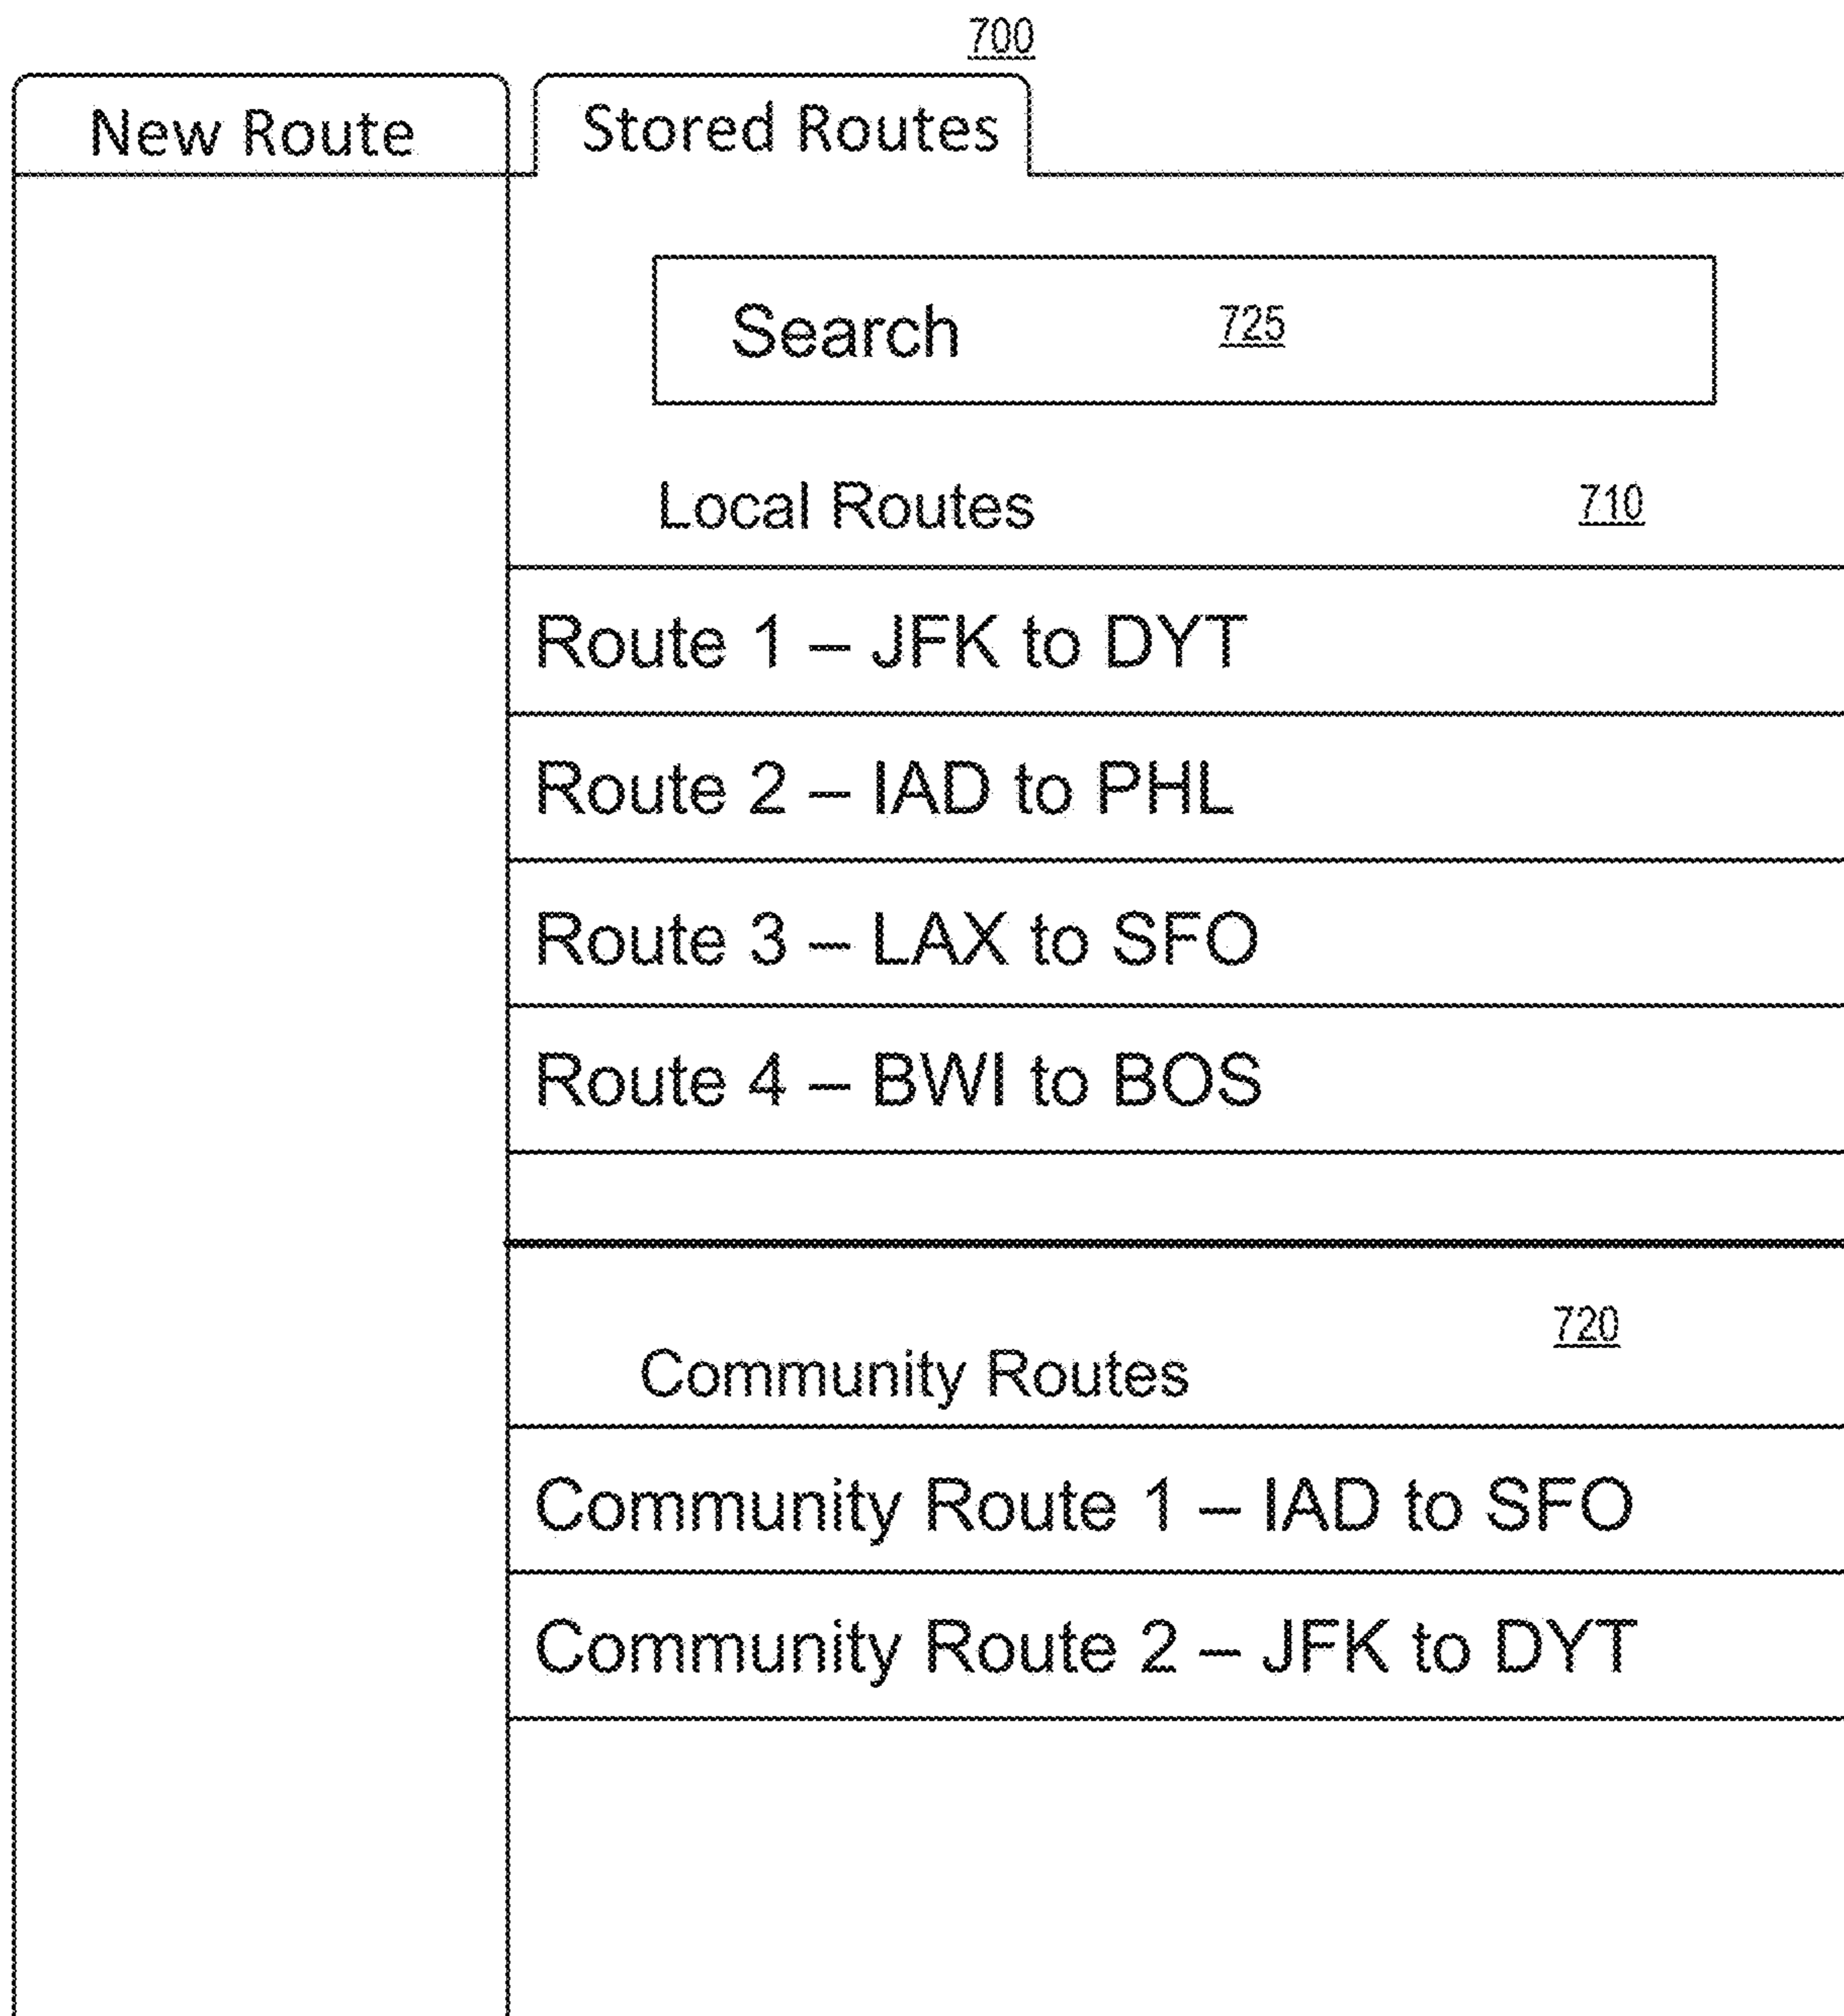 700
New Route
Stored Routes
Search 725
Local Routes 710
Route 1 – JFK to DYT
Route 2 – IAD to PHL
Route 3 – LAX to SFO
Route 4 – BWI to BOS
720
Community Routes
Community Route 1 – IAD to SFO
Community Route 2 – JFK to DYT